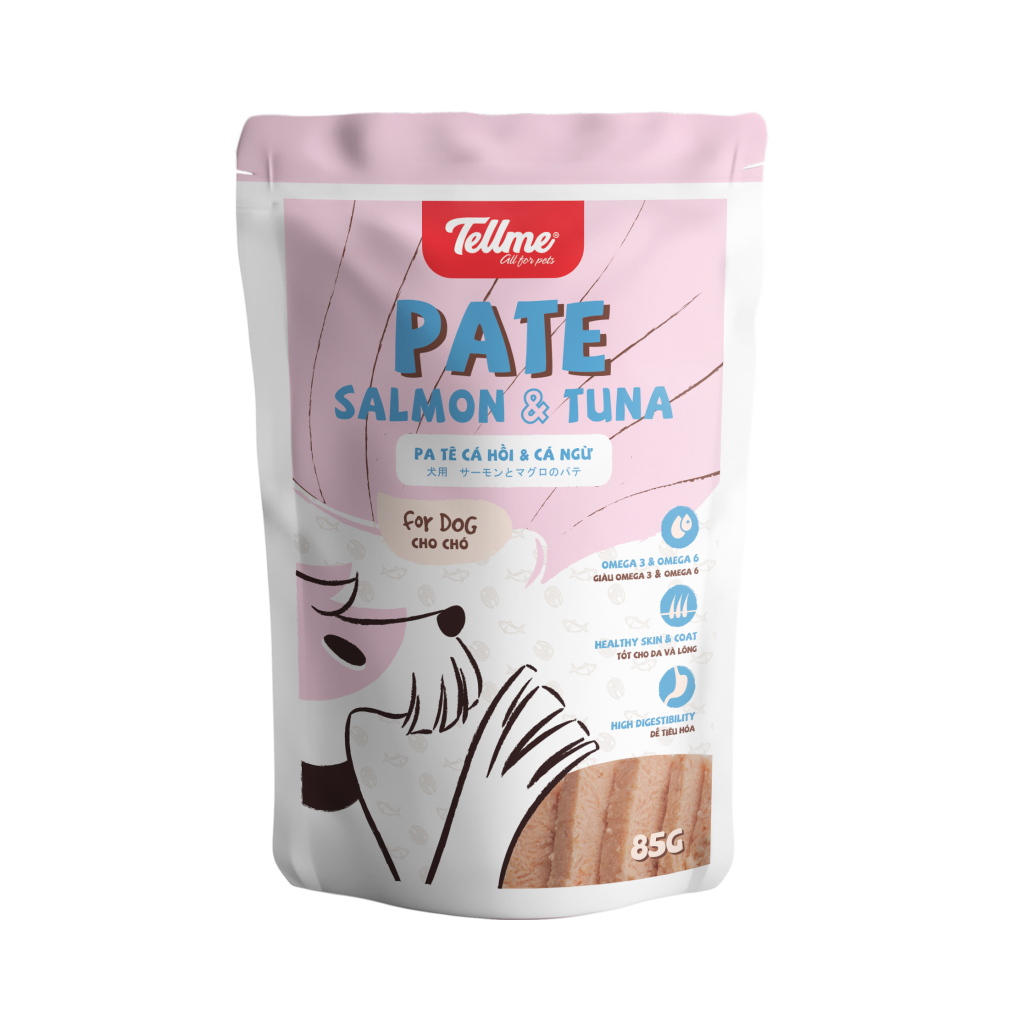 Tellme®
All for pets
PATE
SALMON & TUNA
PA TÊ CÁ HỒI & CÁ NGỪ
犬用 サーモンとマグロのパテ
For DOG
CHO CHÓ
OMEGA 3 & OMEGA 6
GIÀU OMEGA 3 & OMEGA 6
HEALTHY SKIN & COAT
TỐT CHO DA VÀ LÔNG
HIGH DIGESTIBILITY
DỄ TIÊU HÓA
85G